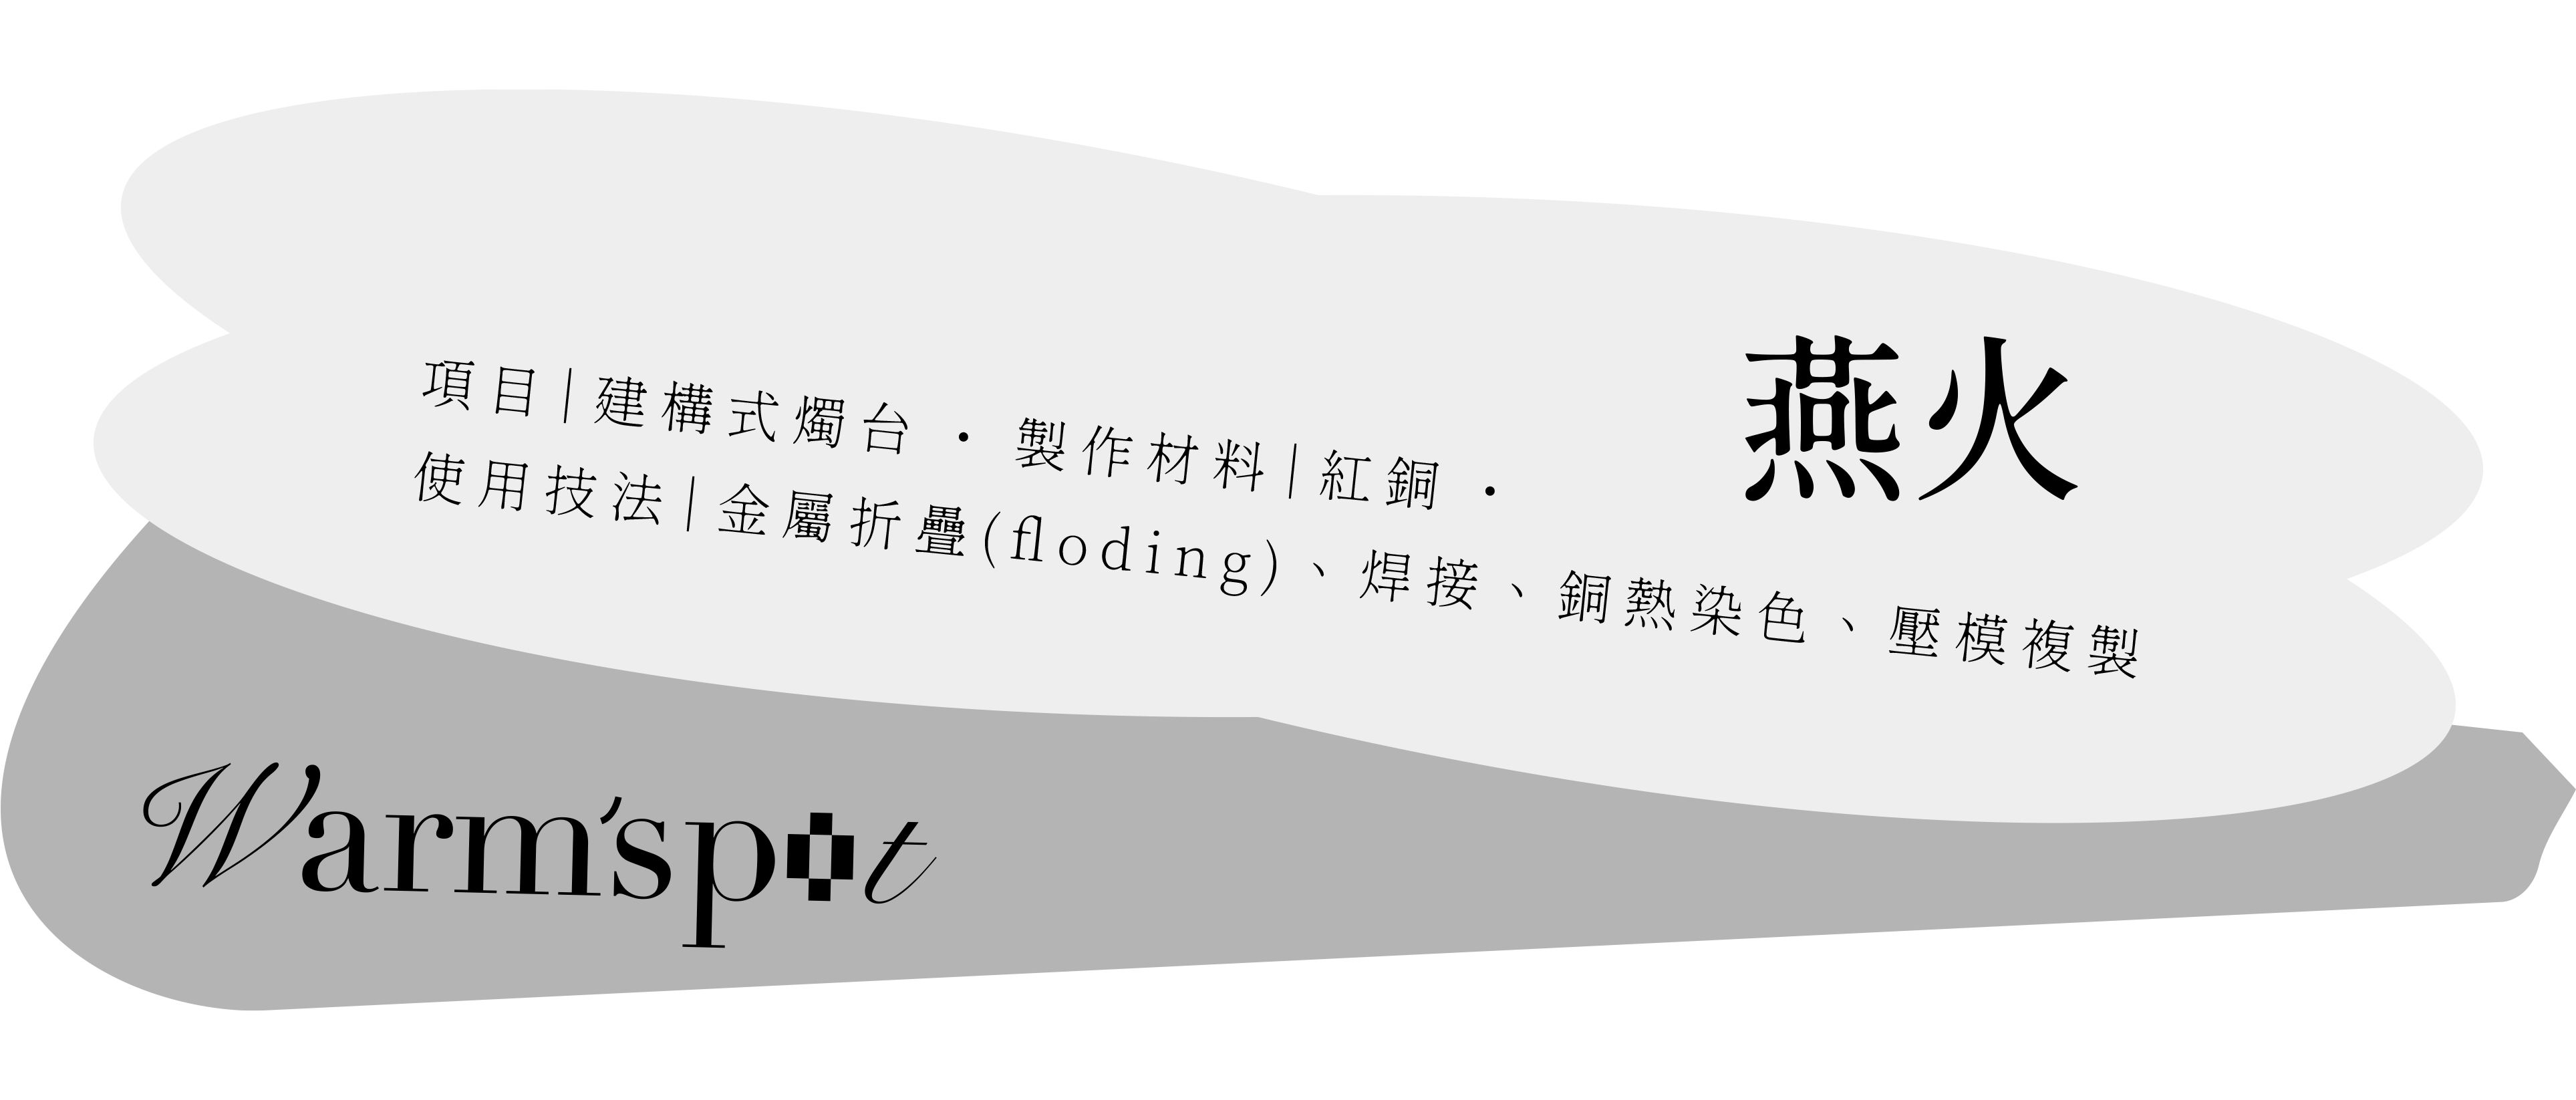 燕火
項目|建構式燭台 · 製作材料|紅銅 ·
使用技法|金屬折疊(floding)、焊接、銅熱染色、壓模複製
Warm'spot